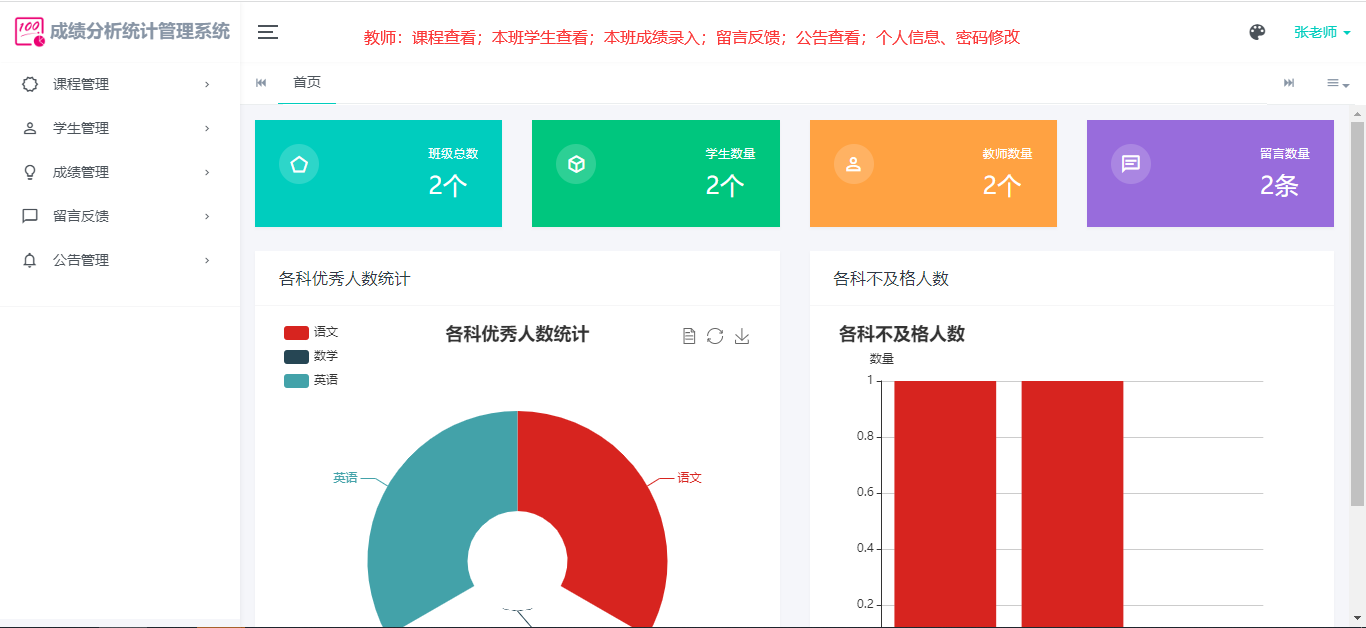 100
成绩分析统计管理系统
教师：课程查看；本班学生查看；本班成绩录入；留言反馈；公告查看；个人信息、密码修改
张老师
课程管理
学生管理
成绩管理
留言反馈
公告管理
首页
班级总数
2个
学生数量
2个
教师数量
2个
留言数量
2条
各科优秀人数统计
各科优秀人数统计
语文
数学
英语
英语
语文
各科不及格人数
各科不及格人数
数量
1
0.8
0.6
0.4
0.2